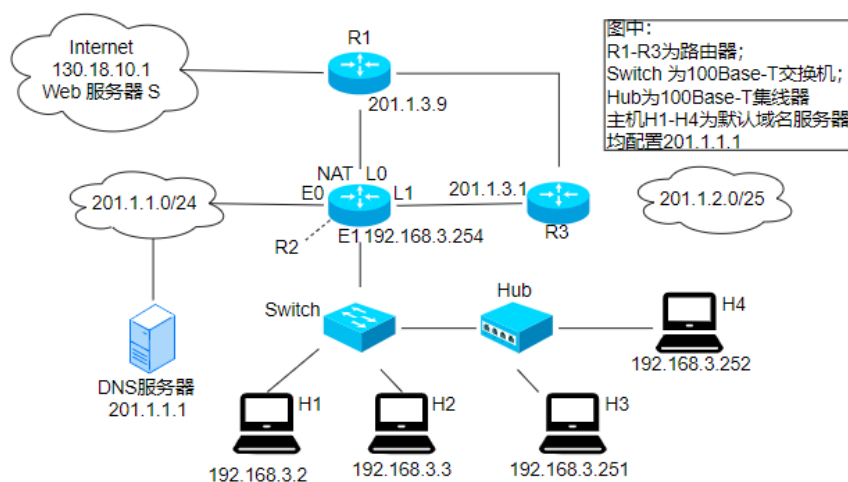 Internet
130.18.10.1
Web 服务器 S
R1
201.1.3.9
图中:
R1-R3为路由器;
Switch 为100Base-T交换机;
Hub为100Base-T集线器
主机H1-H4为默认域名服务器
均配置201.1.1.1
201.1.1.0/24
NAT L0
E0
L1
201.1.3.1
R3
201.1.2.0/25
R2
E1
192.168.3.254
Switch
Hub
H4
192.168.3.252
DNS服务器
201.1.1.1
H1
192.168.3.2
H2
192.168.3.3
H3
192.168.3.251